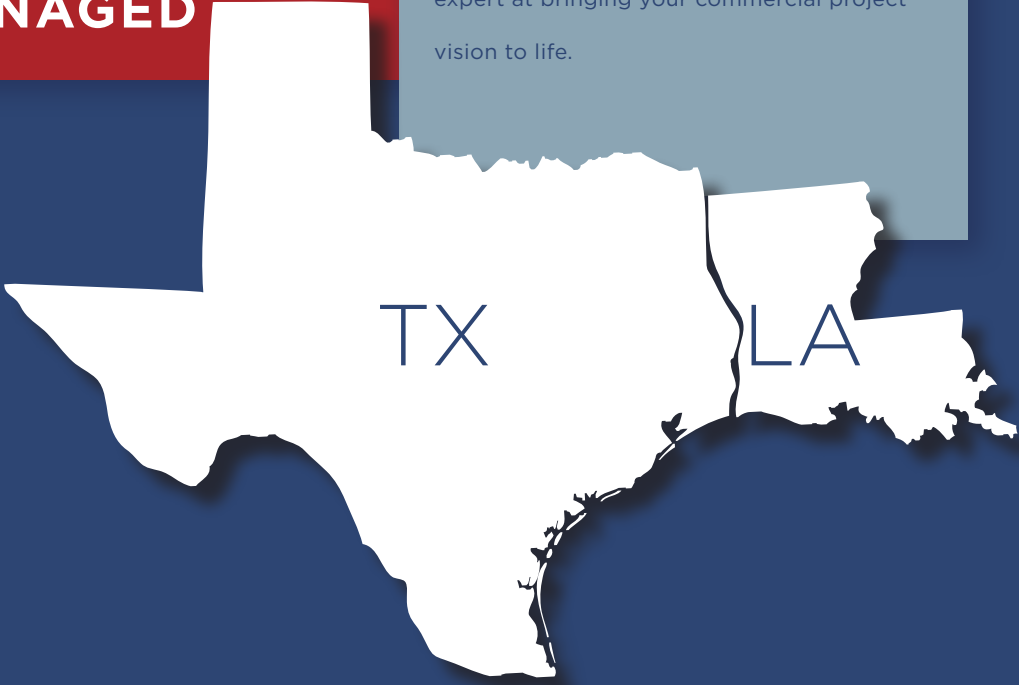 NAGED
expert at bringing your commercial project
vision to life.
TX
LA